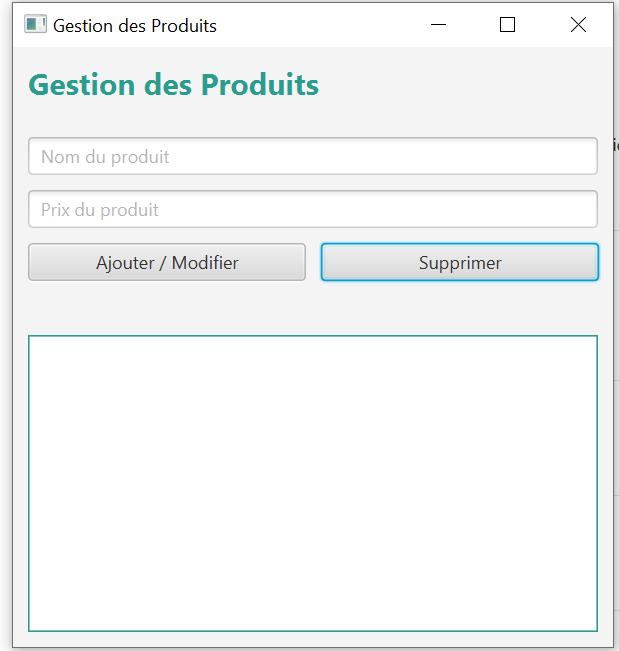 Gestion des Produits
Gestion des Produits
Nom du produit
Prix du produit
Ajouter / Modifier
Supprimer